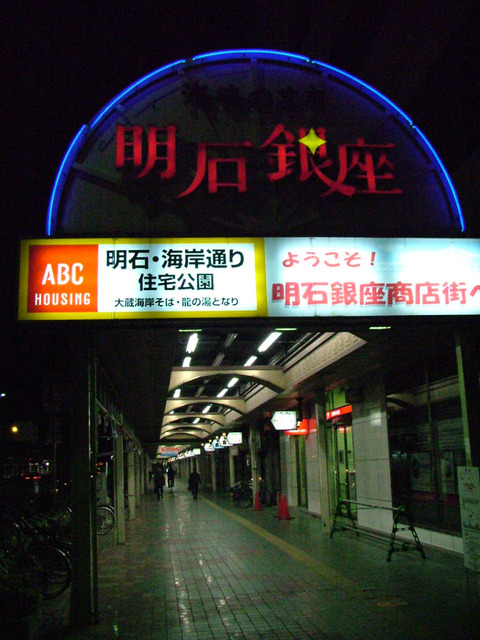 明石銀座
ABC
HOUSING
明石・海岸通り
住宅公園
大蔵海岸そば・龍の湯となり
ようこそ!
明石銀座商店街へ